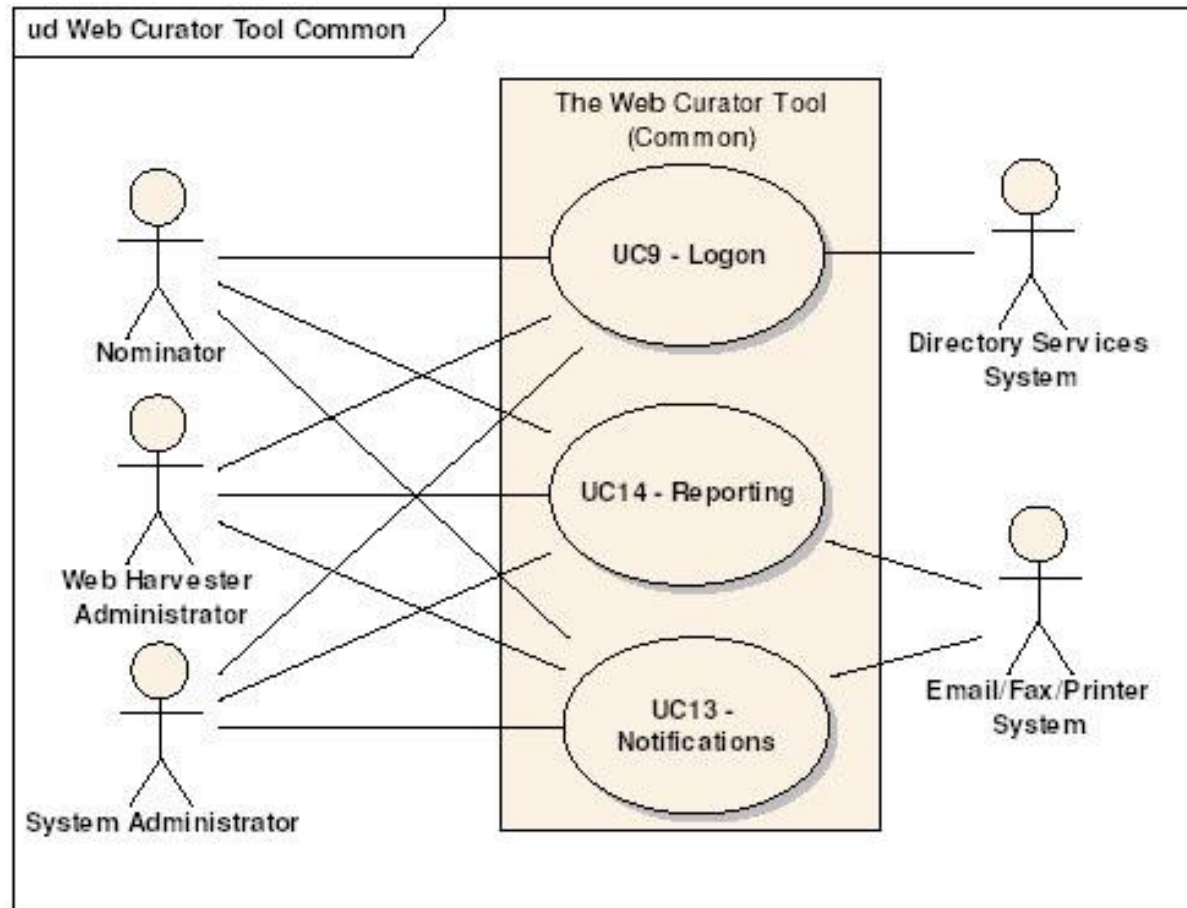 ud Web Curator Tool Common
The Web Curator Tool
(Common)
UC9 - Logon
UC14 - Reporting
UC13 -
Notifications
Nominator
Web Harvester
Administrator
System Administrator
Directory Services
System
Email/Fax/Printer
System